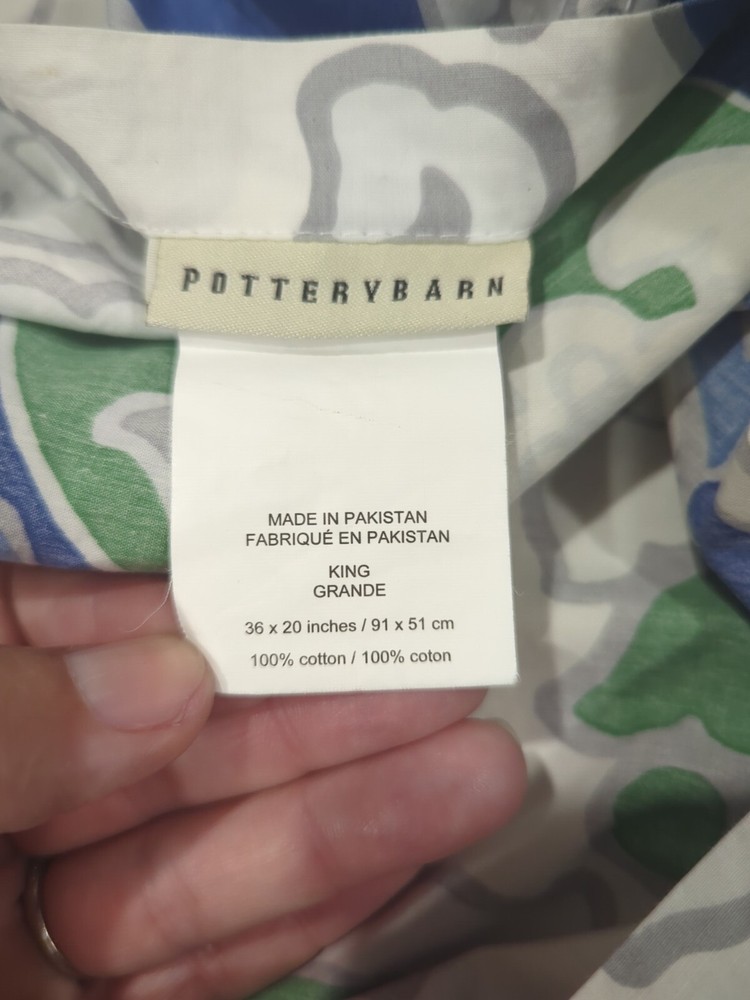 POTTERYBARN
MADE IN PAKISTAN
FABRIQUÉ EN PAKISTAN
KING
GRANDE
36 x 20 inches / 91 x 51 cm
100% cotton / 100% coton